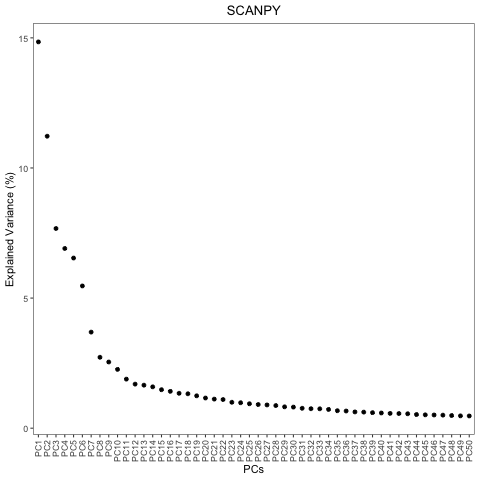 SCANPY
Explained Variance (%)
15
10
5
0
PC1
PC2
PC3
PC4
PC5
PC6
PC7
PC8
PC9
PC10
PC11
PC12
PC13
PC14
PC15
PC16
PC17
PC18
PC19
PC20
PC21
PC22
PC23
PC24
PC25
PC26
PC27
PC28
PC29
PC30
PC31
PC32
PC33
PC34
PC35
PC36
PC37
PC38
PC39
PC40
PC41
PC42
PC43
PC44
PC45
PC46
PC47
PC48
PC49
PC50
PCs